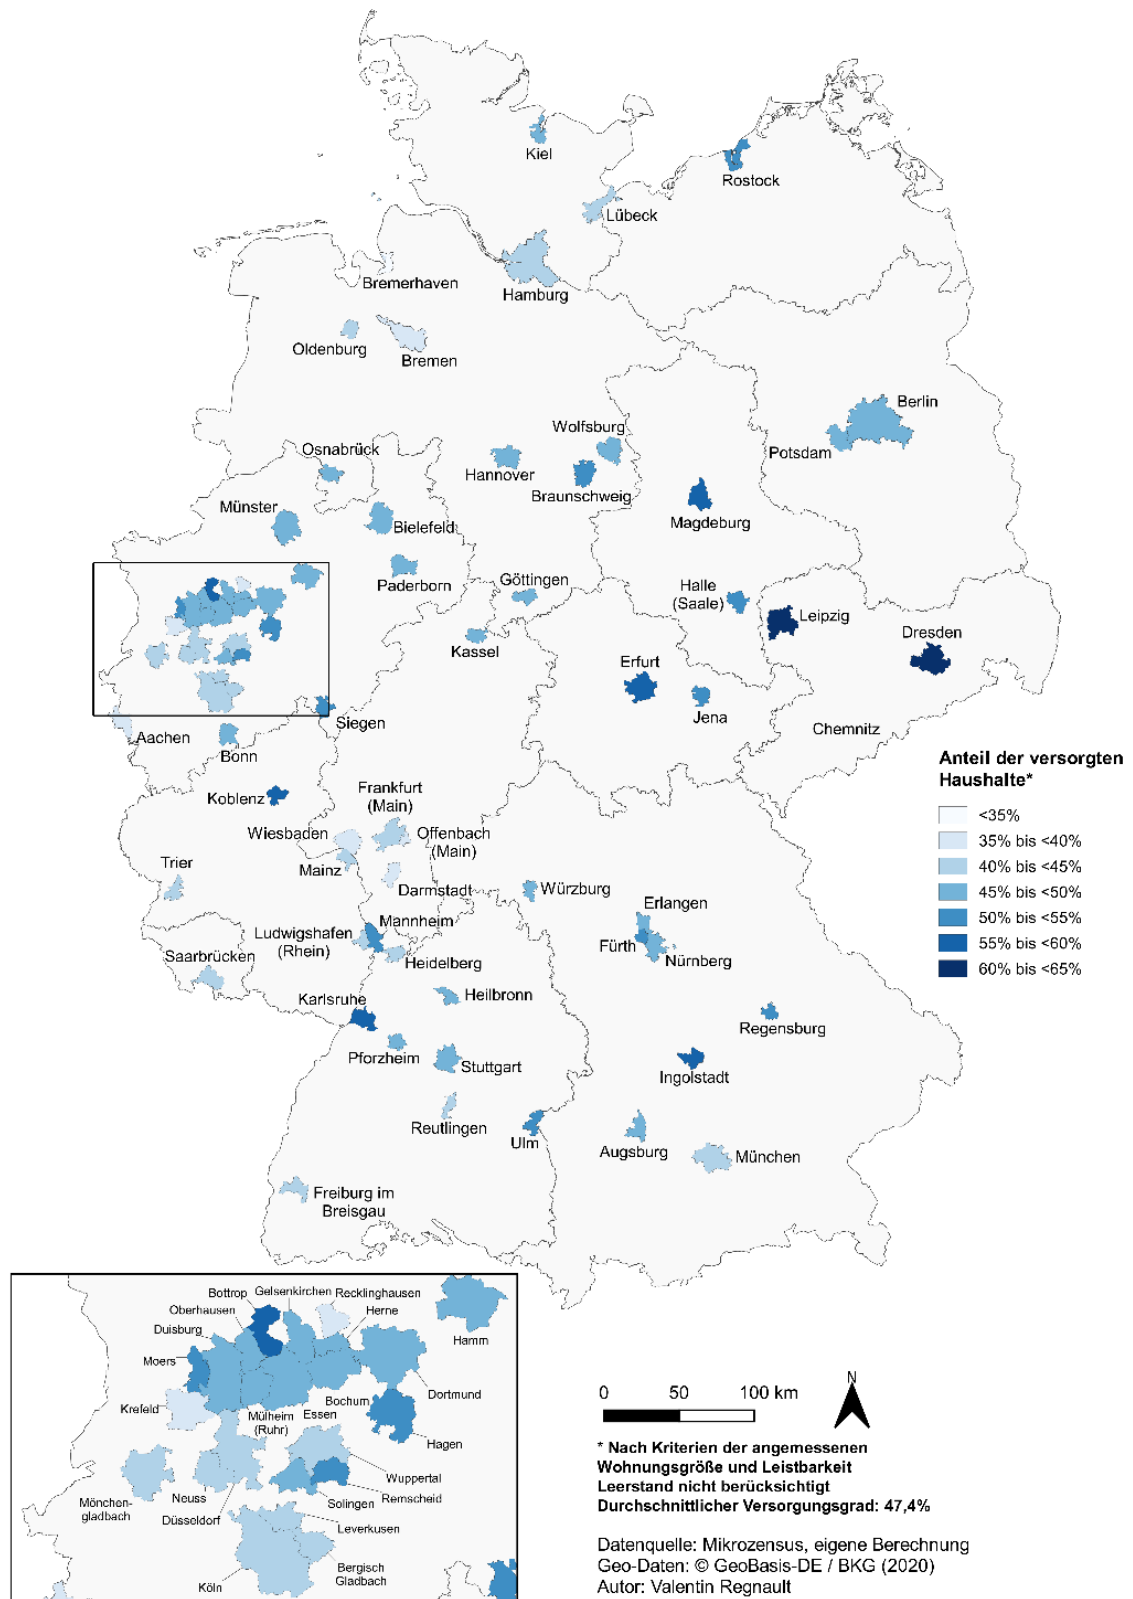 Kiel
Rostock
Lübeck
Bremerhaven
Hamburg
Oldenburg
Bremen
Berlin
Wolfsburg
Potsdam
Osnabrück
Hannover
Braunschweig
Münster
Bielefeld
Magdeburg
Paderborn
Göttingen
Halle
(Saale)
Leipzig
Dresden
Kassel
Erfurt
Jena
Siegen
Chemnitz
Aachen
Bonn
Koblenz
Frankfurt
(Main)
Wiesbaden
Offenbach
(Main)
Mainz
Trier
Darmstadt
Würzburg
Erlangen
Mannheim
Ludwigshafen
(Rhein)
Fürth
Nürnberg
Saarbrücken
Heidelberg
Karlsruhe
Heilbronn
Regensburg
Pforzheim
Stuttgart
Ingolstadt
Reutlingen
Ulm
Augsburg
München
Freiburg im
Breisgau
Anteil der versorgten
Haushalte*
<35%
35% bis <40%
40% bis <45%
45% bis <50%
50% bis <55%
55% bis <60%
60% bis <65%
Bottrop
Gelsenkirchen
Recklinghausen
Oberhausen
Herne
Duisburg
Hamm
Moers
Dortmund
Krefeld
Bochum
Mülheim
(Ruhr)
Essen
Hagen
Wuppertal
Mönchen-
gladbach
Neuss
Remscheid
Düsseldorf
Solingen
Leverkusen
Bergisch
Gladbach
Köln
N
0 50 100 km
* Nach Kriterien der angemessenen
Wohnungsgröße und Leistbarkeit
Leerstand nicht berücksichtigt
Durchschnittlicher Versorgungsgrad: 47,4%
Datenquelle: Mikrozensus, eigene Berechnung
Geo-Daten: © GeoBasis-DE / BKG (2020)
Autor: Valentin Regnault